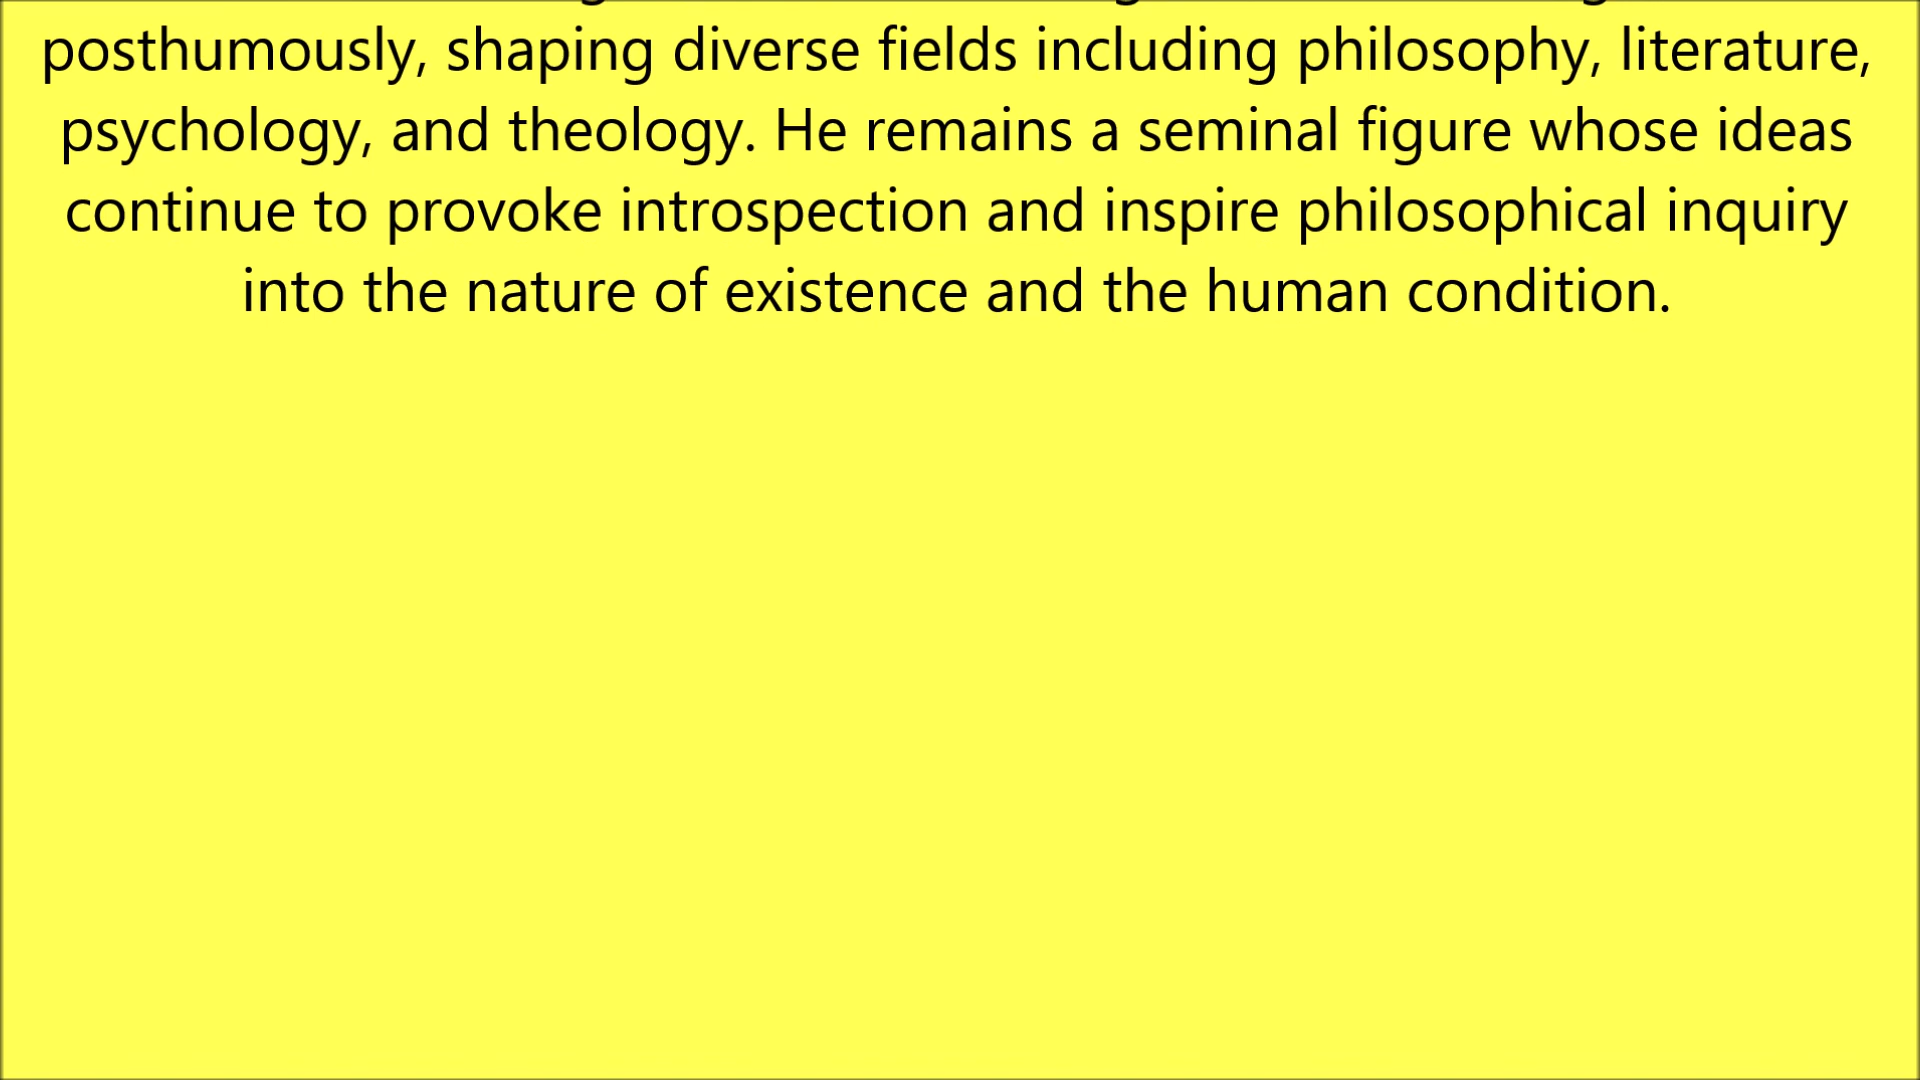 posthumously, shaping diverse fields including philosophy, literature,
psychology, and theology. He remains a seminal figure whose ideas
continue to provoke introspection and inspire philosophical inquiry
into the nature of existence and the human condition.